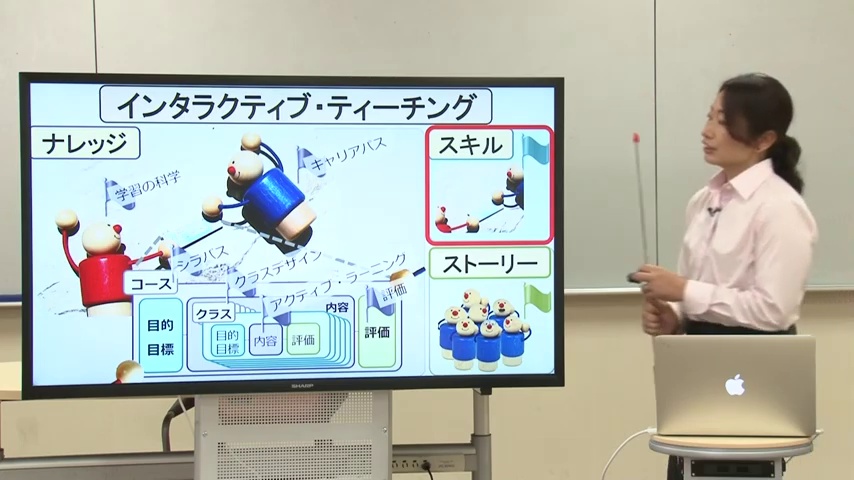 インタラクティブ・ティーチング
ナレッジ
スキル
キャリアパス
学習の科学
シラバス
クラスデザイン
アクティブ・ラーニング
評価
ストーリー
コース
目的
目標
クラス
内容
目的
目標
内容
評価
評価
SHARP